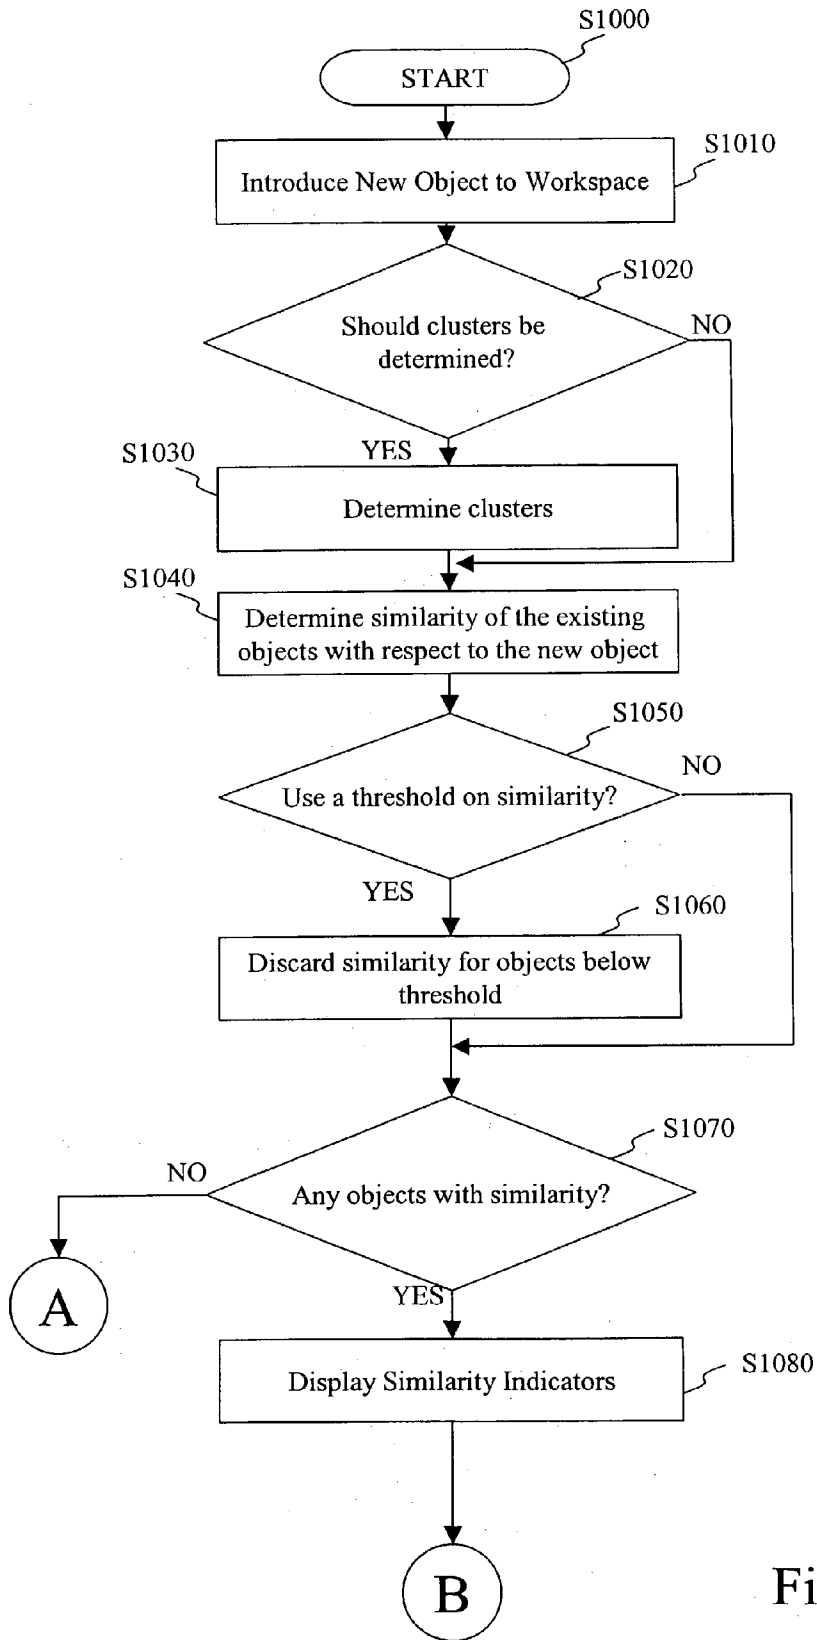 S1000
START
S1010
Introduce New Object to Workspace
S1020
Should clusters be
determined?
NO
YES
S1030
Determine clusters
S1040
Determine similarity of the existing
objects with respect to the new object
S1050
Use a threshold on similarity?
NO
YES
S1060
Discard similarity for objects below
threshold
S1070
Any objects with similarity?
NO
A
YES
S1080
Display Similarity Indicators
B
Fi